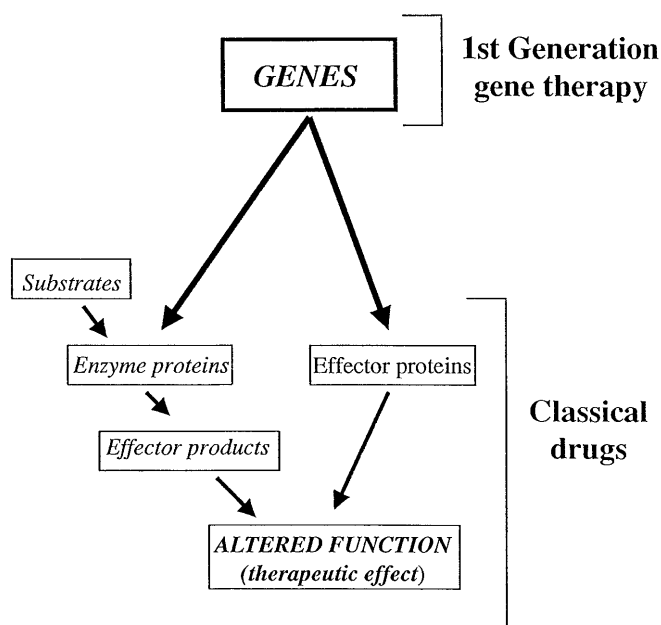 1st Generation
gene therapy
GENES
Substrates
Enzyme proteins
Effector proteins
Effector products
Classical
drugs
ALTERED FUNCTION
(therapeutic effect)